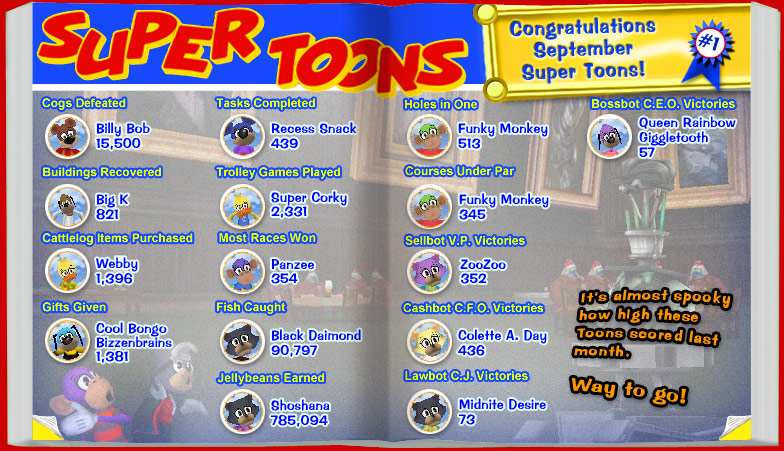 SUPER TOONS
Congratulations
September
Super Toons!
#1
Cogs Defeated
Billy Bob
15,500
Buildings Recovered
Big K
821
Cattlelog Items Purchased
Webby
1,396
Gifts Given
Cool Bongo
Bizzenbrains
1,381
Tasks Completed
Recess Snack
439
Trolley Games Played
Super Corky
2,331
Most Races Won
Panzee
354
Fish Caught
Black Daimond
90,797
Jellybeans Earned
Shoshana
785,094
Holes in One
Funky Monkey
513
Courses Under Par
Funky Monkey
345
Sellbot V.P. Victories
ZooZoo
352
Cashbot C.F.O. Victories
Colette A. Day
436
Lawbot C.J. Victories
Midnite Desire
73
Bossbot C.E.O. Victories
Queen Rainbow
Giggletooth
57
It's almost spooky
how high these
Toons scored last
month.
Way to go!